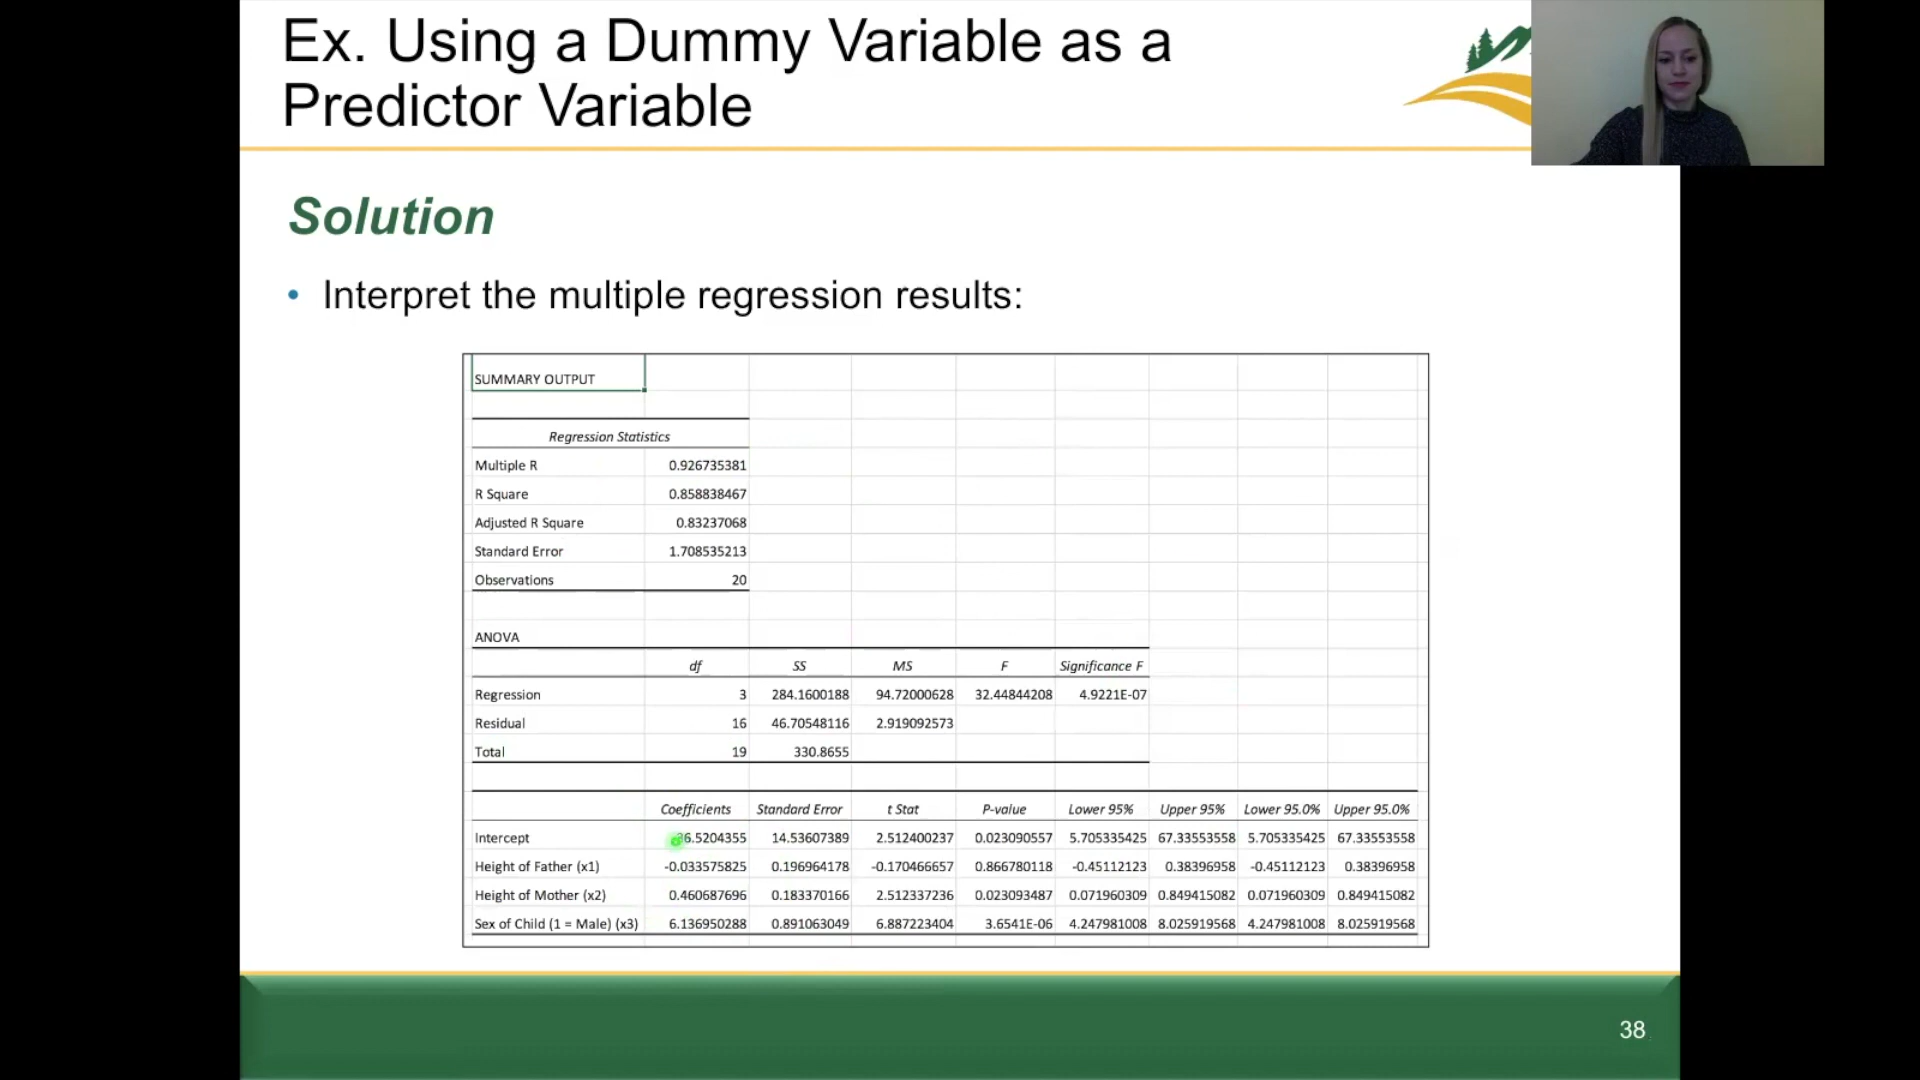 Ex. Using a Dummy Variable as a
Predictor Variable
Solution
• Interpret the multiple regression results:
SUMMARY OUTPUT
Regression Statistics
Multiple R 0.926735381
R Square 0.858838467
Adjusted R Square 0.83237068
Standard Error 1.708535213
Observations 20
ANOVA
df SS MS F Significance F
Regression 3 284.1600188 94.72000628 32.44844208 4.9221E-07
Residual 16 46.70548116 2.919092573
Total 19 330.8655
Coefficients Standard Error t Stat P-value Lower 95% Upper 95% Lower 95.0% Upper 95.0%
Intercept 36.5204355 14.53607389 2.512400237 0.023090557 5.705335425 67.33553558 5.705335425 67.33553558
Height of Father (x1) -0.033575825 0.196964178 -0.170466657 0.866780118 -0.45112123 0.38396958 -0.45112123 0.38396958
Height of Mother (x2) 0.460687696 0.183370166 2.512337236 0.023093487 0.071960309 0.849415082 0.071960309 0.849415082
Sex of Child (1 = Male) (x3) 6.136950288 0.891063049 6.887223404 3.6541E-06 4.247981008 8.025919568 4.247981008 8.025919568
38